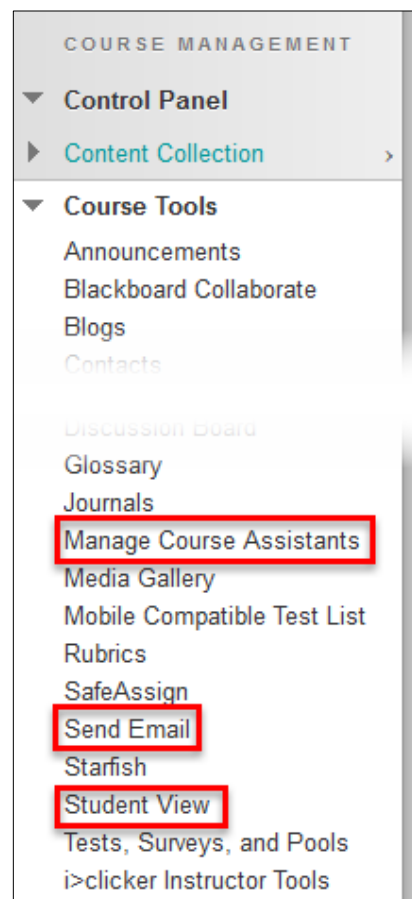 COURSE MANAGEMENT
Control Panel
Content Collection
Course Tools
Announcements
Blackboard Collaborate
Blogs
Contacts
Discussion Board
Glossary
Journals
Manage Course Assistants
Media Gallery
Mobile Compatible Test List
Rubrics
SafeAssign
Send Email
Starfish
Student View
Tests, Surveys, and Pools
i>clicker Instructor Tools